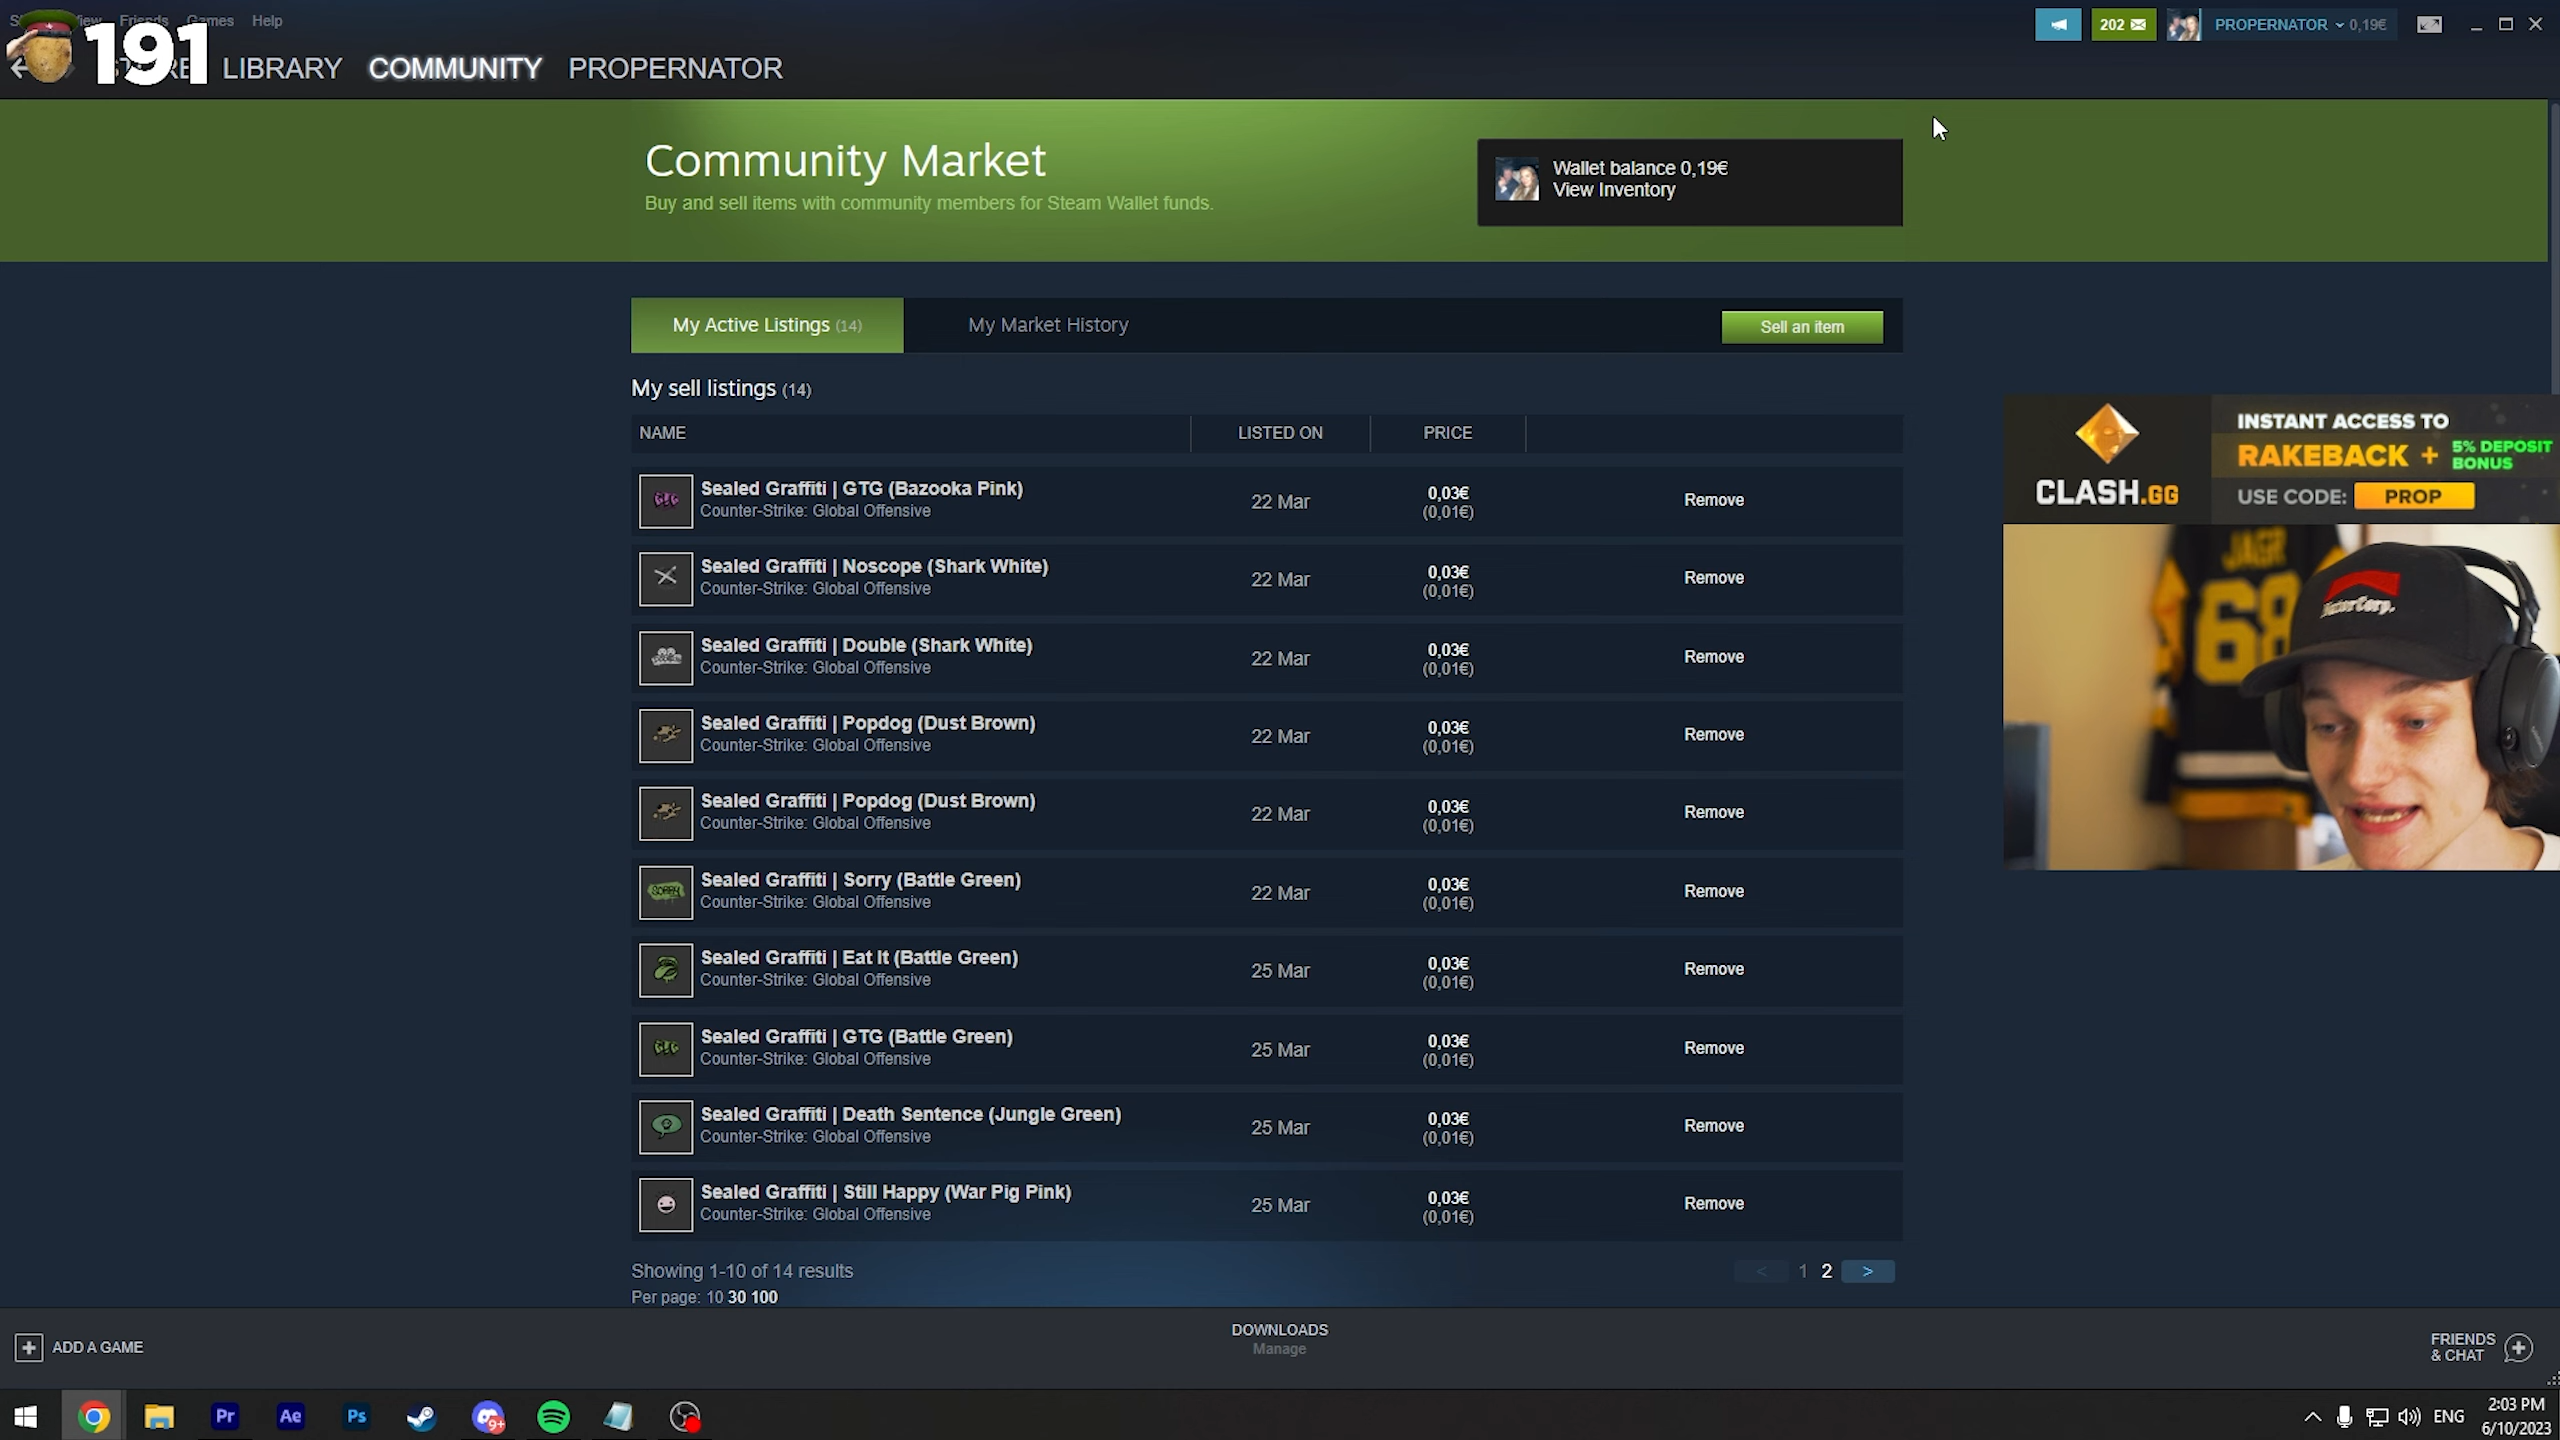 View Friends Games Help
191
LIBRARY COMMUNITY PROPERNATOR
202
PROPERNATOR 0,19€
Community Market
Buy and sell items with community members for Steam Wallet funds.
Wallet balance 0,19€
View Inventory
My Active Listings (14)
My Market History
Sell an item
My sell listings (14)
NAME LISTED ON PRICE
Sealed Graffiti | GTG (Bazooka Pink)
Counter-Strike: Global Offensive
22 Mar
0,03€
(0,01€)
Remove
Sealed Graffiti | Noscope (Shark White)
Counter-Strike: Global Offensive
22 Mar
0,03€
(0,01€)
Remove
Sealed Graffiti | Double (Shark White)
Counter-Strike: Global Offensive
22 Mar
0,03€
(0,01€)
Remove
Sealed Graffiti | Popdog (Dust Brown)
Counter-Strike: Global Offensive
22 Mar
0,03€
(0,01€)
Remove
Sealed Graffiti | Popdog (Dust Brown)
Counter-Strike: Global Offensive
22 Mar
0,03€
(0,01€)
Remove
SORRY
Sealed Graffiti | Sorry (Battle Green)
Counter-Strike: Global Offensive
22 Mar
0,03€
(0,01€)
Remove
Sealed Graffiti | Eat It (Battle Green)
Counter-Strike: Global Offensive
25 Mar
0,03€
(0,01€)
Remove
Sealed Graffiti | GTG (Battle Green)
Counter-Strike: Global Offensive
25 Mar
0,03€
(0,01€)
Remove
Sealed Graffiti | Death Sentence (Jungle Green)
Counter-Strike: Global Offensive
25 Mar
0,03€
(0,01€)
Remove
Sealed Graffiti | Still Happy (War Pig Pink)
Counter-Strike: Global Offensive
25 Mar
0,03€
(0,01€)
Remove
Showing 1-10 of 14 results
< 1 2 >
Per page: 10 30 100
CLASH.GG
INSTANT ACCESS TO
RAKEBACK + 5% DEPOSIT BONUS
USE CODE: PROP
JAGR
68
ADD A GAME
DOWNLOADS
Manage
FRIENDS
& CHAT
Pr Ae Ps 9+
ENG
2:03 PM
6/10/2023